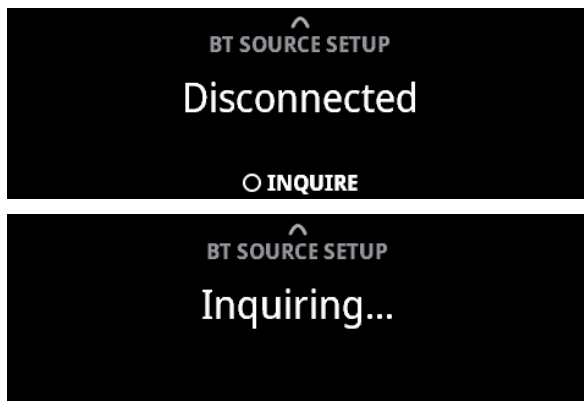 BT SOURCE SETUP
Disconnected
INQUIRE
BT SOURCE SETUP
Inquiring...